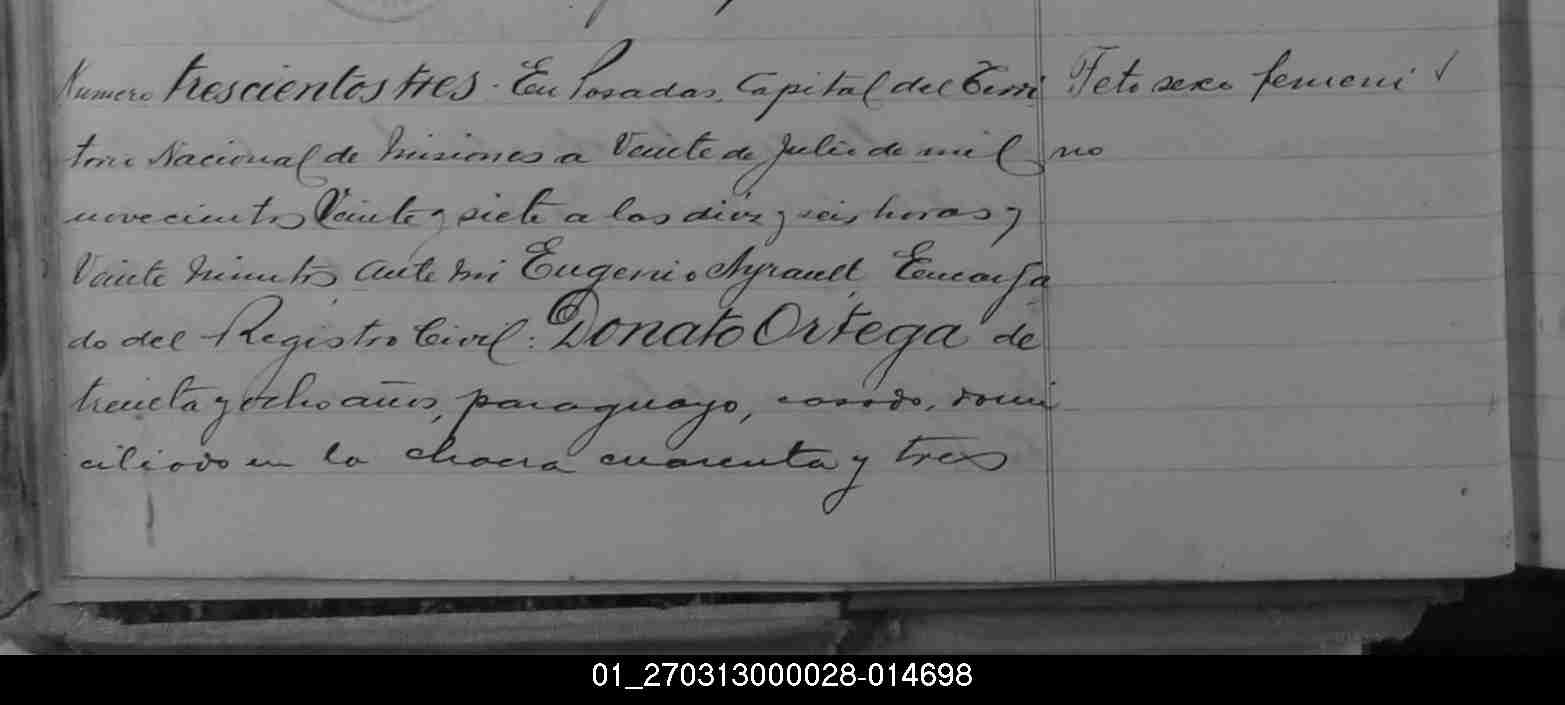 Numero trescientos tres. En Posadas, Capital del Terri
torio Nacional de Misiones a Veinte de Julio de mil
novecientos Veinte y siete a las diez y seis horas y
Veinte Minutos ante mi Eugenio Ayrault, Encarga
do del Registro Civil: Donato Ortega de
treinta y ocho años, paraguayo, casado, domi
ciliado en la chacra cuarenta y tres
Feto sexo femeni
no
01_270313000028-014698